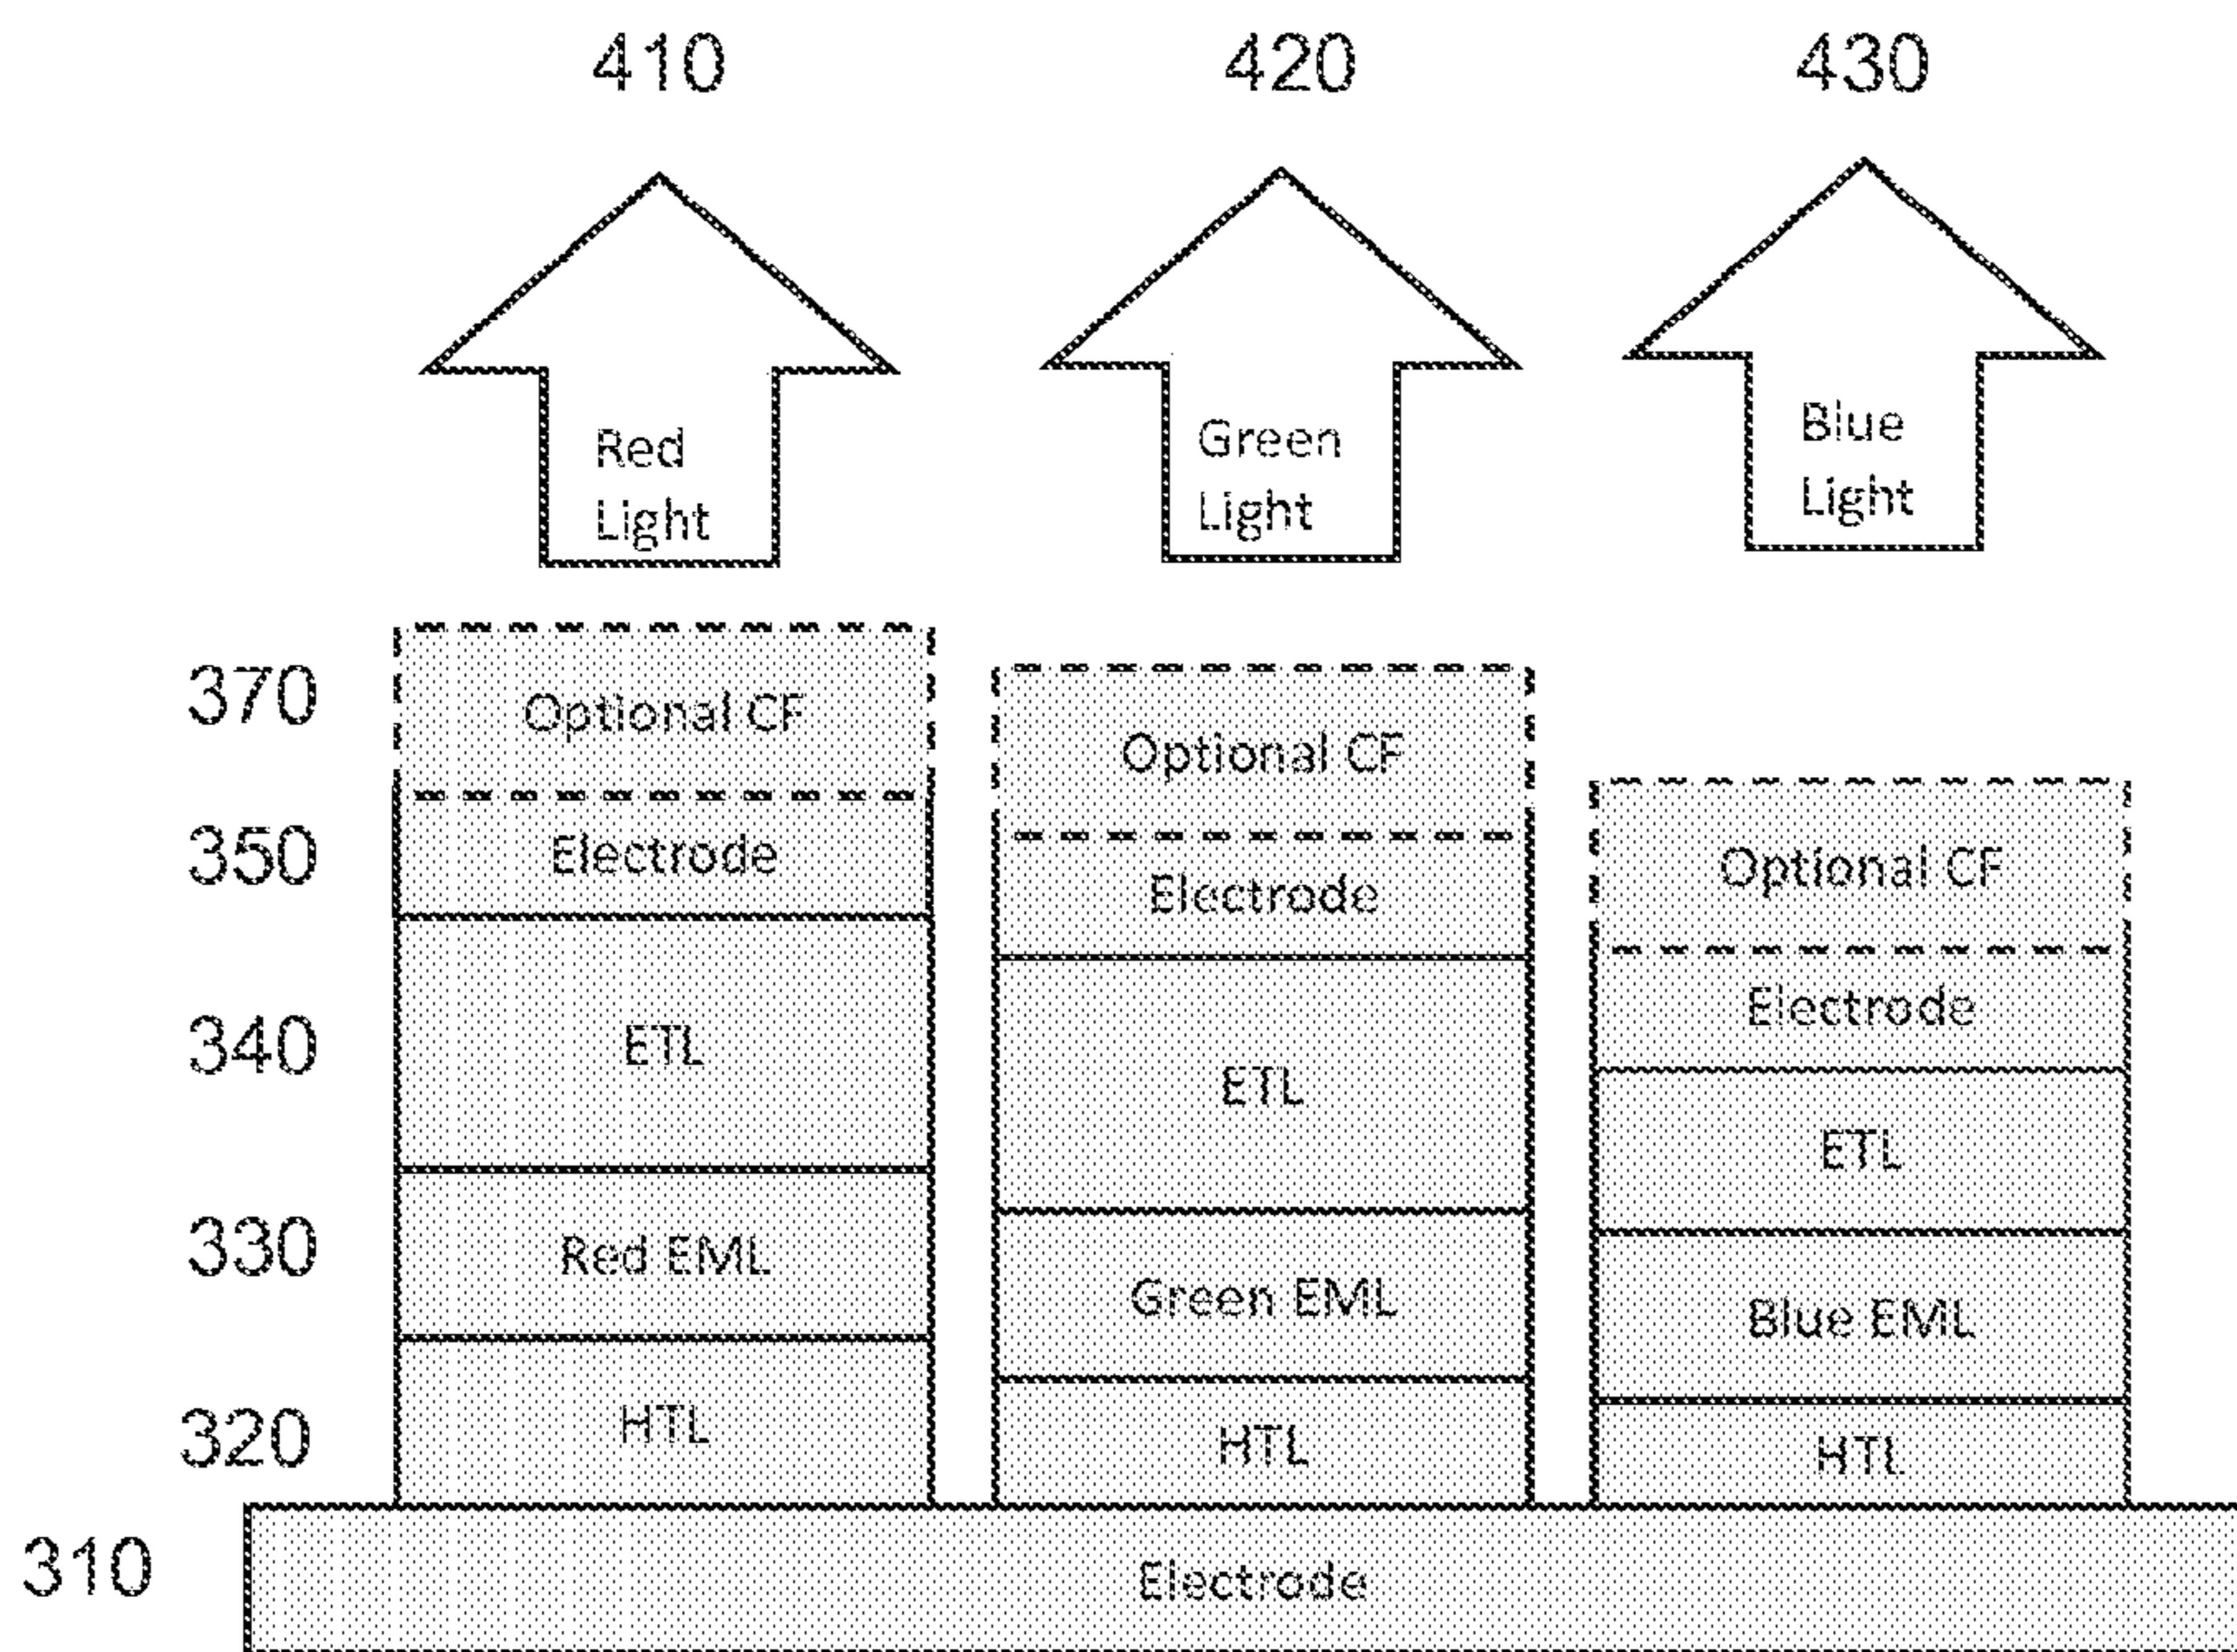 410 420 430
Red
Light
Green
Light
Blue
Light
370 Optional CF Optional CF Optional CF
350 Electrode Electrode Electrode
340 ETL ETL ETL
330 Red EML Green EML Blue EML
320 HTL HTL HTL
310 Electrode